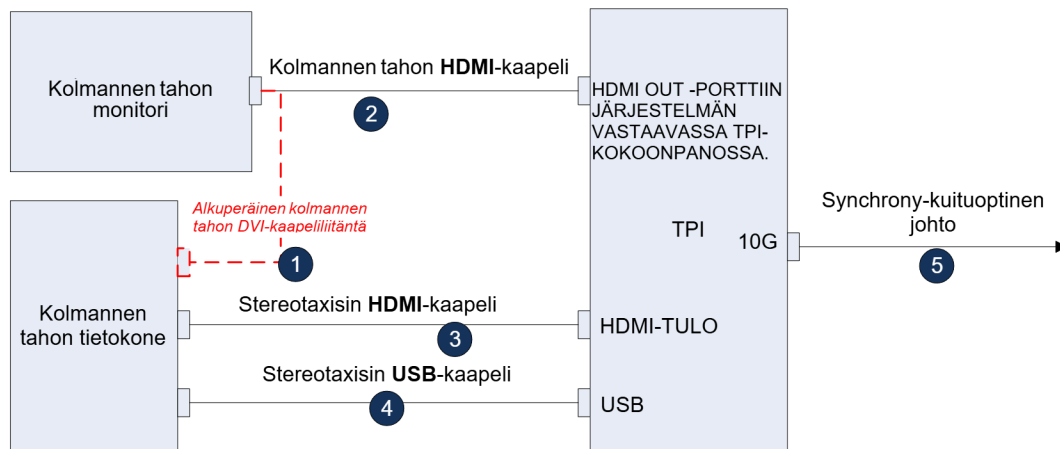 Kolmannen tahon
monitori
Kolmannen tahon HDMI-kaapeli
2
HDMI OUT -PORTTIIN
JÄRJESTELMÄN
VASTAAVASSA TPI-
KOKOONPANOSSA.
Alkuperäinen kolmannen
tahon DVI-kaapeliliitäntä
1
TPI
10G
Synchrony-kuituoptinen
johto
5
Kolmannen
tahon tietokone
Stereotaxisin HDMI-kaapeli
3
HDMI-TULO
Stereotaxisin USB-kaapeli
4
USB